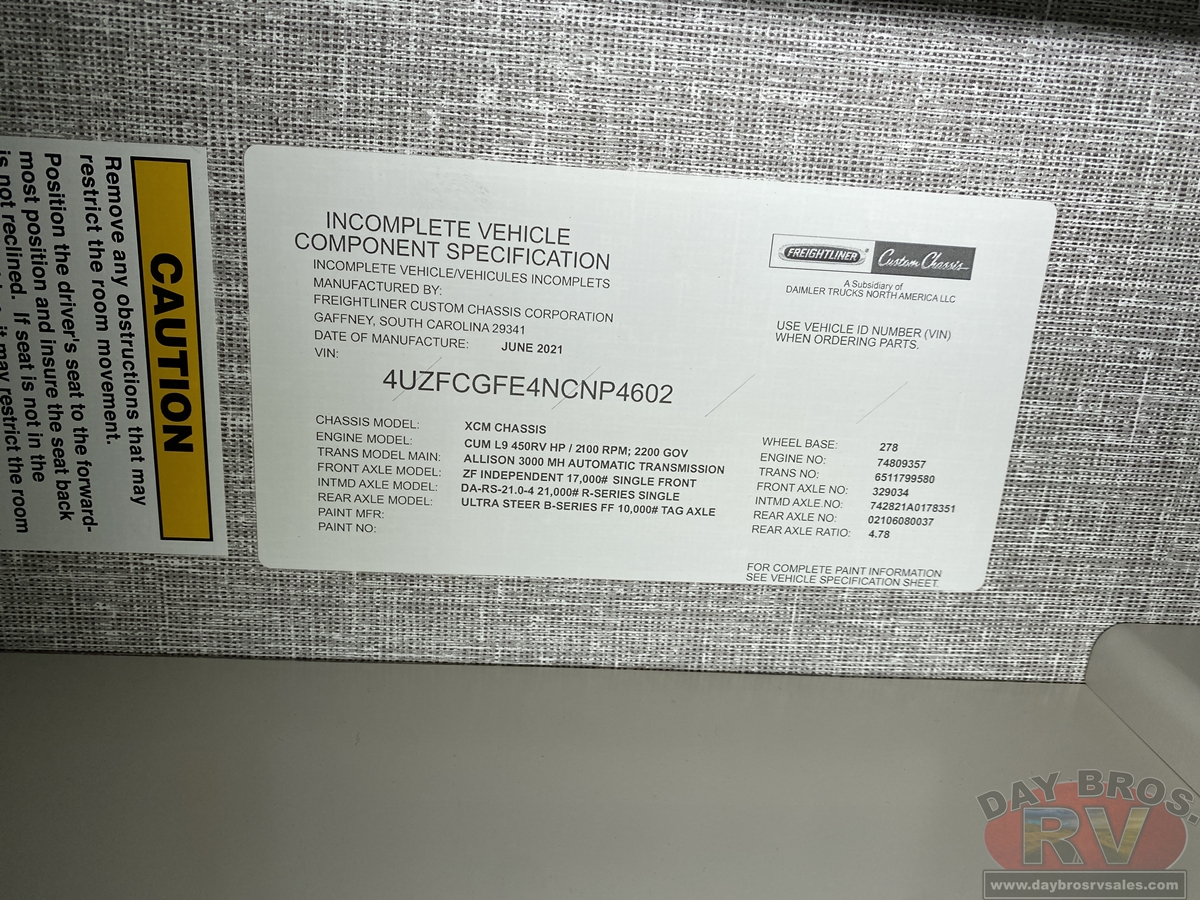 CAUTION
Remove any obstructions that may
restrict the room movement.
Position the driver's seat to the forward-
most position and insure the seat back
is not reclined. If seat is not in the
it may restrict the room
INCOMPLETE VEHICLE
COMPONENT SPECIFICATION
INCOMPLETE VEHICLE/VEHICULES INCOMPLETS
MANUFACTURED BY:
FREIGHTLINER CUSTOM CHASSIS CORPORATION
GAFFNEY, SOUTH CAROLINA 29341
DATE OF MANUFACTURE: JUNE 2021
VIN:
4UZFCGFE4NCNP4602
FREIGHTLINER Custom Chassis
A Subsidiary of
DAIMLER TRUCKS NORTH AMERICA LLC
USE VEHICLE ID NUMBER (VIN)
WHEN ORDERING PARTS.
CHASSIS MODEL: XCM CHASSIS
ENGINE MODEL: CUM L9 450RV HP / 2100 RPM; 2200 GOV
TRANS MODEL MAIN: ALLISON 3000 MH AUTOMATIC TRANSMISSION
FRONT AXLE MODEL: ZF INDEPENDENT 17,000# SINGLE FRONT
INTMD AXLE MODEL: DA-RS-21.0-4 21,000# R-SERIES SINGLE
REAR AXLE MODEL: ULTRA STEER B-SERIES FF 10,000# TAG AXLE
PAINT MFR:
PAINT NO:
WHEEL BASE: 278
ENGINE NO: 74809357
TRANS NO: 6511799580
FRONT AXLE NO: 329034
INTMD AXLE.NO: 742821A0178351
REAR AXLE NO: 02106080037
REAR AXLE RATIO: 4.78
FOR COMPLETE PAINT INFORMATION
SEE VEHICLE SPECIFICATION SHEET.
DAY BROS.
RV
www.daybrosrvsales.com